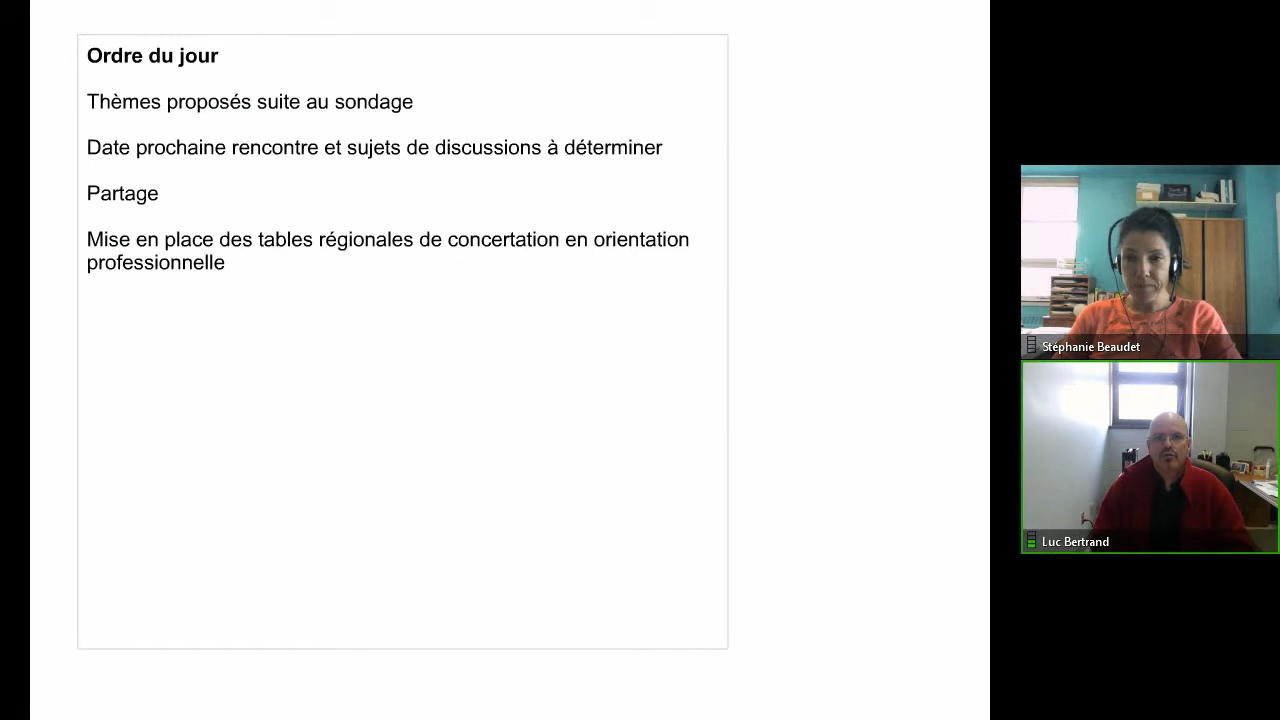 Ordre du jour
Thèmes proposés suite au sondage
Date prochaine rencontre et sujets de discussions à déterminer
Partage
Mise en place des tables régionales de concertation en orientation
professionnelle
Stéphanie Beaudet
Luc Bertrand